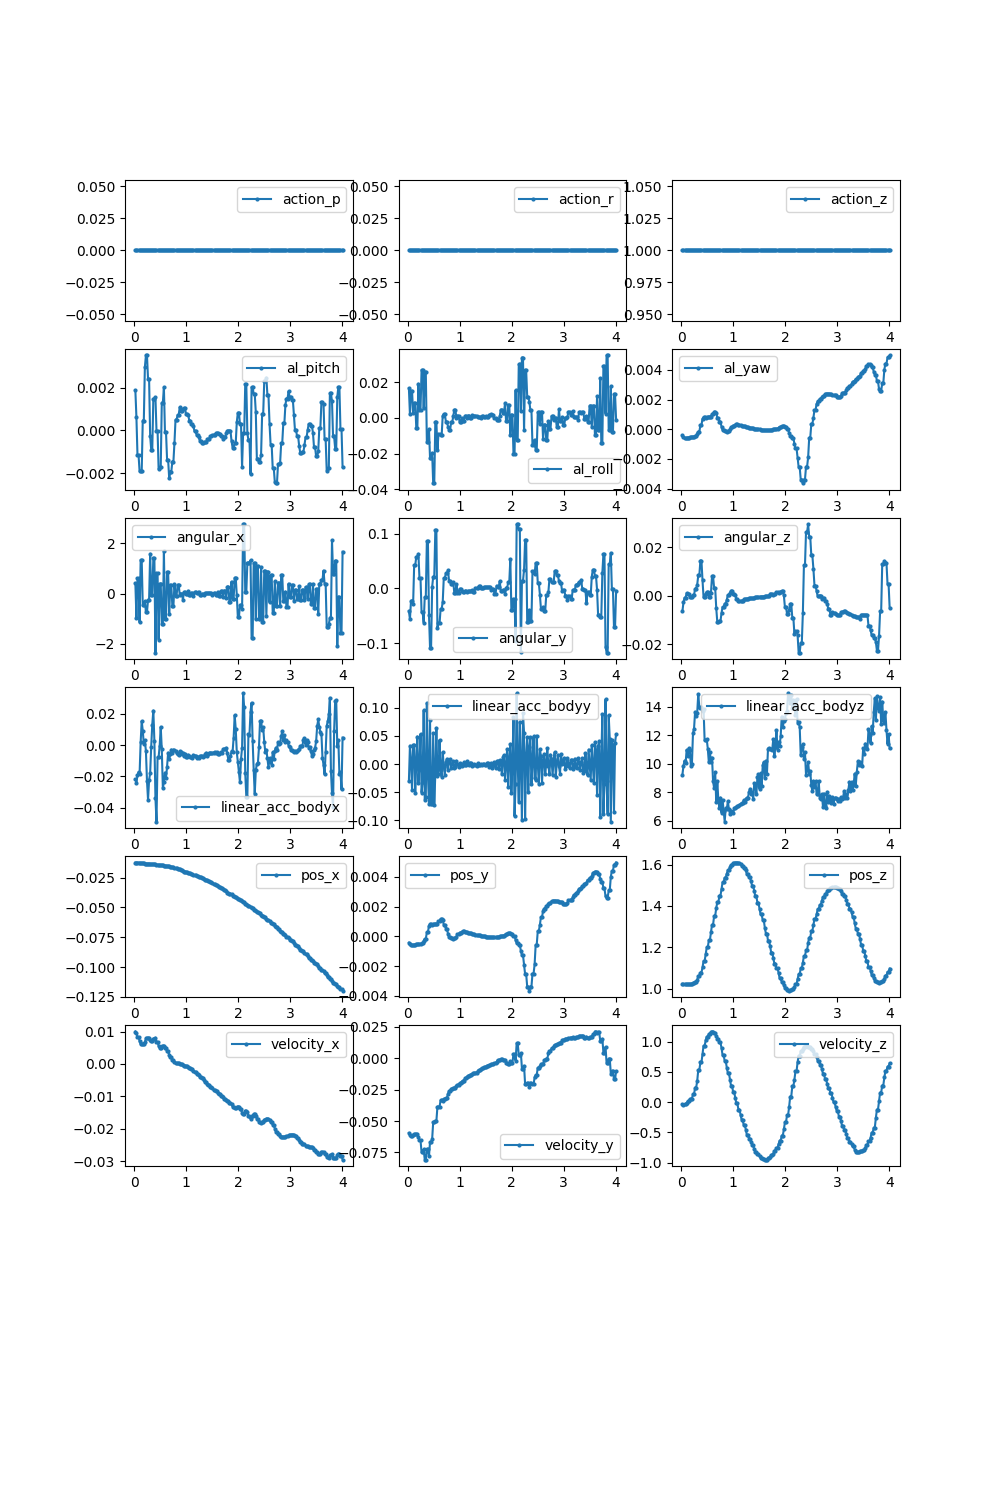 action_p
0.050
0.025
0.000
−0.025
−0.050
0 1 2 3 4
action_r
0.050
0.025
0.000
−0.025
−0.050
0 1 2 3 4
action_z
1.050
1.025
1.000
0.975
0.950
0 1 2 3 4
al_pitch
0.002
0.000
−0.002
0 1 2 3 4
al_roll
0.02
0.00
−0.02
−0.04
0 1 2 3 4
al_yaw
0.004
0.002
0.000
−0.002
−0.004
0 1 2 3 4
angular_x
2
0
−2
0 1 2 3 4
angular_y
0.1
0.0
−0.1
0 1 2 3 4
angular_z
0.02
0.00
−0.02
0 1 2 3 4
linear_acc_bodyx
0.02
0.00
−0.02
−0.04
0 1 2 3 4
linear_acc_bodyy
0.10
0.05
0.00
−0.05
−0.10
0 1 2 3 4
linear_acc_bodyz
14
12
10
8
6
0 1 2 3 4
pos_x
−0.025
−0.050
−0.075
−0.100
−0.125
0 1 2 3 4
pos_y
0.004
0.002
0.000
−0.002
−0.004
0 1 2 3 4
pos_z
1.6
1.4
1.2
1.0
0 1 2 3 4
velocity_x
0.01
0.00
−0.01
−0.02
−0.03
0 1 2 3 4
velocity_y
0.025
0.000
−0.025
−0.050
−0.075
0 1 2 3 4
velocity_z
1.0
0.5
0.0
−0.5
−1.0
0 1 2 3 4